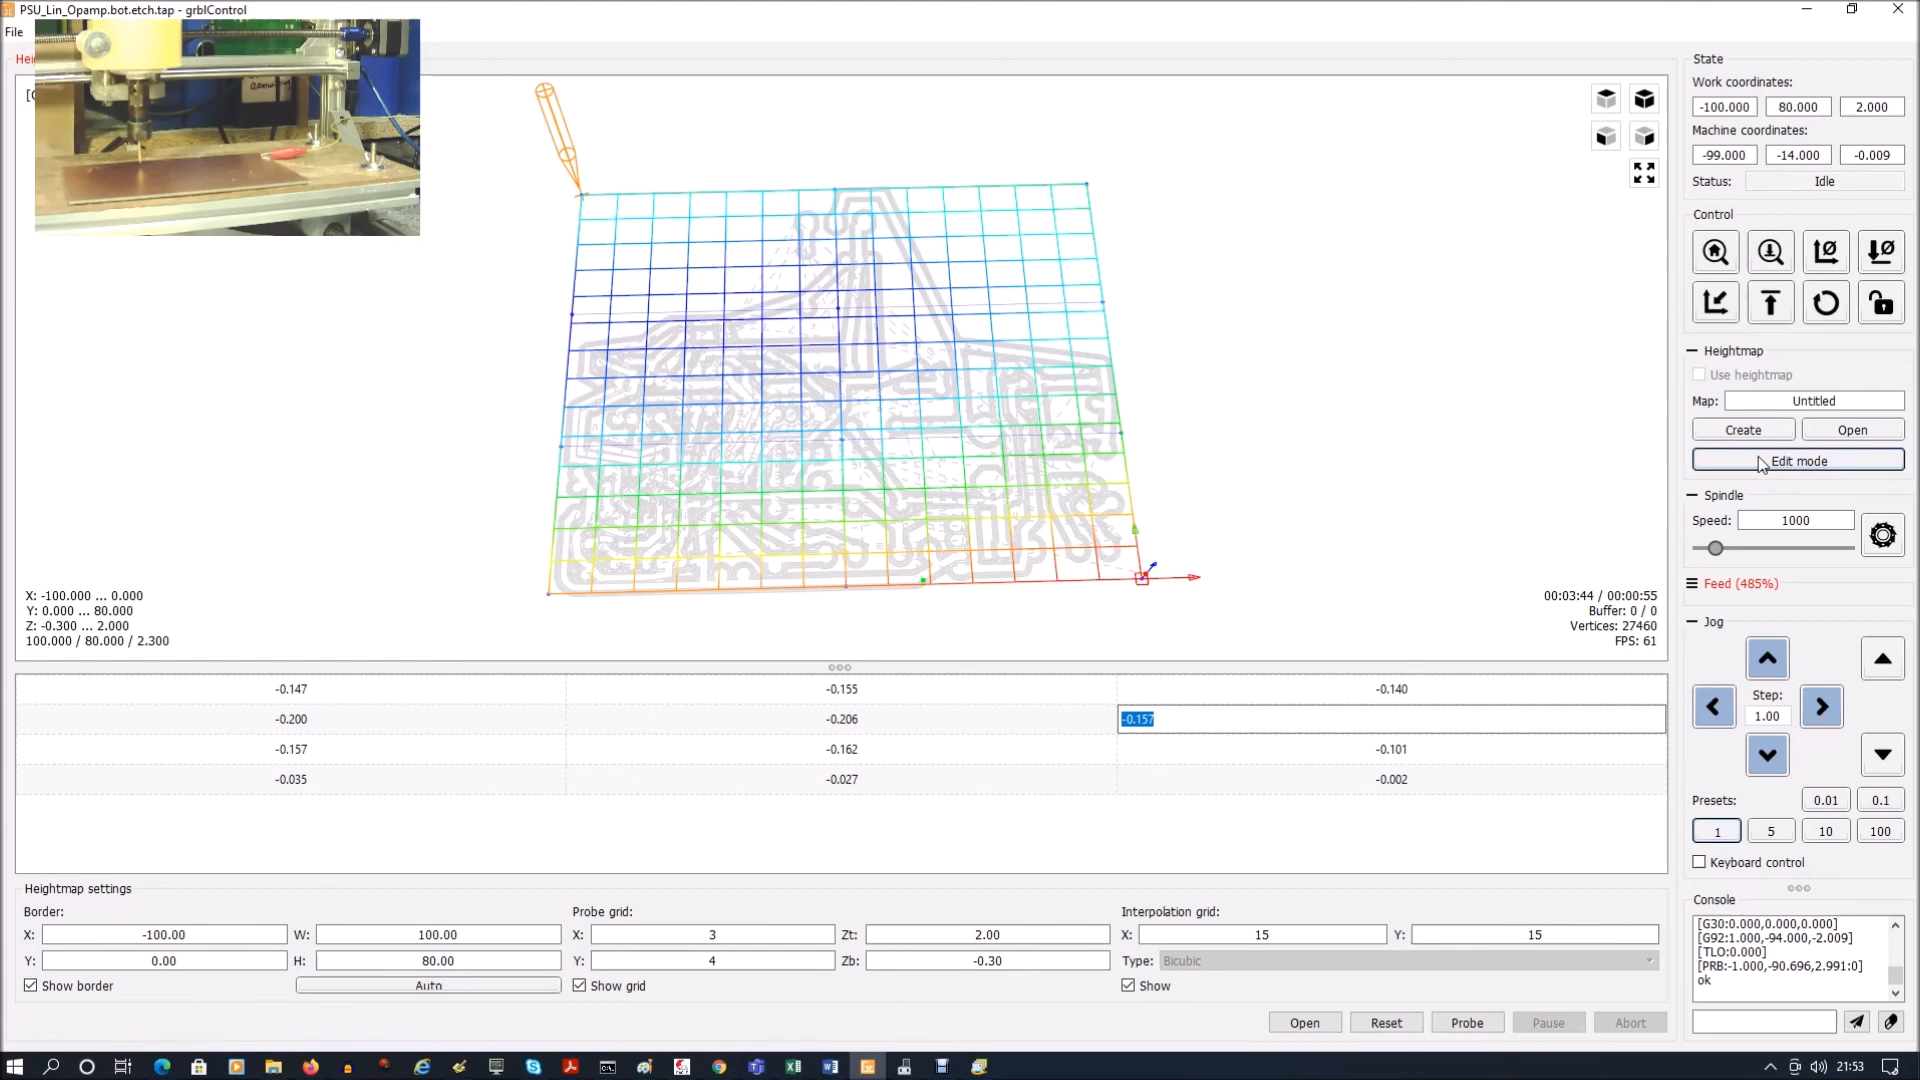 PSU_Lin_Opamp.bot.etch.tap - grblControl
File
State
Work coordinates:
-100.000 80.000 2.000
Machine coordinates:
-99.000 -14.000 -0.009
Status: Idle
Control
Heightmap
Use heightmap
Map: Untitled
Create Open
Edit mode
Spindle
Speed: 1000
Feed (485%)
Jog
Step:
1.00
Presets: 0.01 0.1
1 5 10 100
Keyboard control
Console
[G30:0.000,0.000,0.000]
[G92:1.000,-94.000,-2.009]
[TLO:0.000]
[PRB:-1.000,-90.696,2.991:0]
ok
X: -100.000 ... 0.000
Y: 0.000 ... 80.000
Z: -0.300 ... 2.000
100.000 / 80.000 / 2.300
00:03:44 / 00:00:55
Buffer: 0 / 0
Vertices: 27460
FPS: 61
-0.147 -0.155 -0.140
-0.200 -0.206 -0.157
-0.157 -0.162 -0.101
-0.035 -0.027 -0.002
Heightmap settings
Border: Probe grid: Interpolation grid:
X: -100.00 W: 100.00 X: 3 Zt: 2.00 X: 15 Y: 15
Y: 0.00 H: 80.00 Y: 4 Zb: -0.30 Type: Bicubic
Show border Auto Show grid Show
Open Reset Probe Pause Abort
21:53